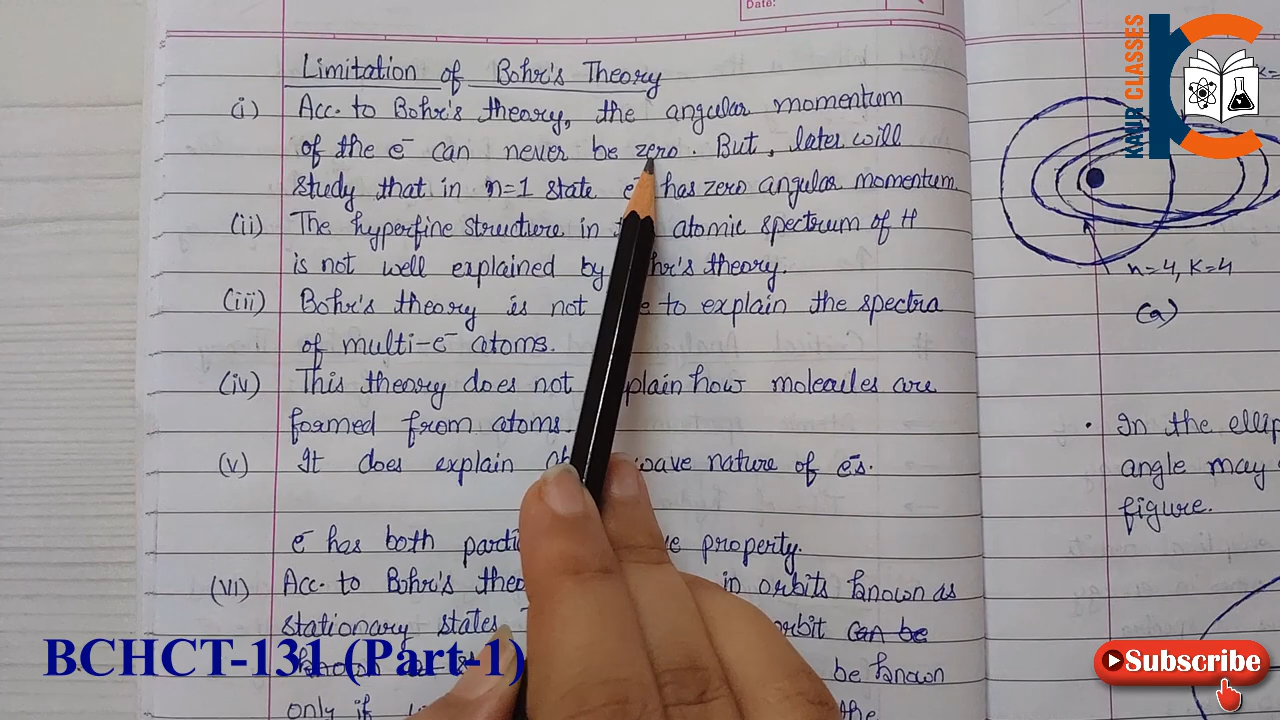 Date:
Limitation of Bohr's Theory
(i) Acc. to Bohr's theory, the angular momentum
of the e⁻ can never be zero. But, later will
study that in n=1 state e⁻ has zero angular momentum.
(ii) The hyperfine structure in the atomic spectrum of H
is not well explained by Bohr's theory.
(iii) Bohr's theory is not to explain the spectra
of multi-e⁻ atoms.
(iv) This theory does not explain how molecules are
formed from atoms.
(v) It does explain wave nature of e⁻s.
e⁻ has both property.
(VI) Acc. to Bohr's in orbits known as
stationary states orbit can be
be known
only if the
n=4, K=4
(a)
• In the
angle may
figure.
KAUR CLASSES
BCHCT-131 (Part-1)
Subscribe